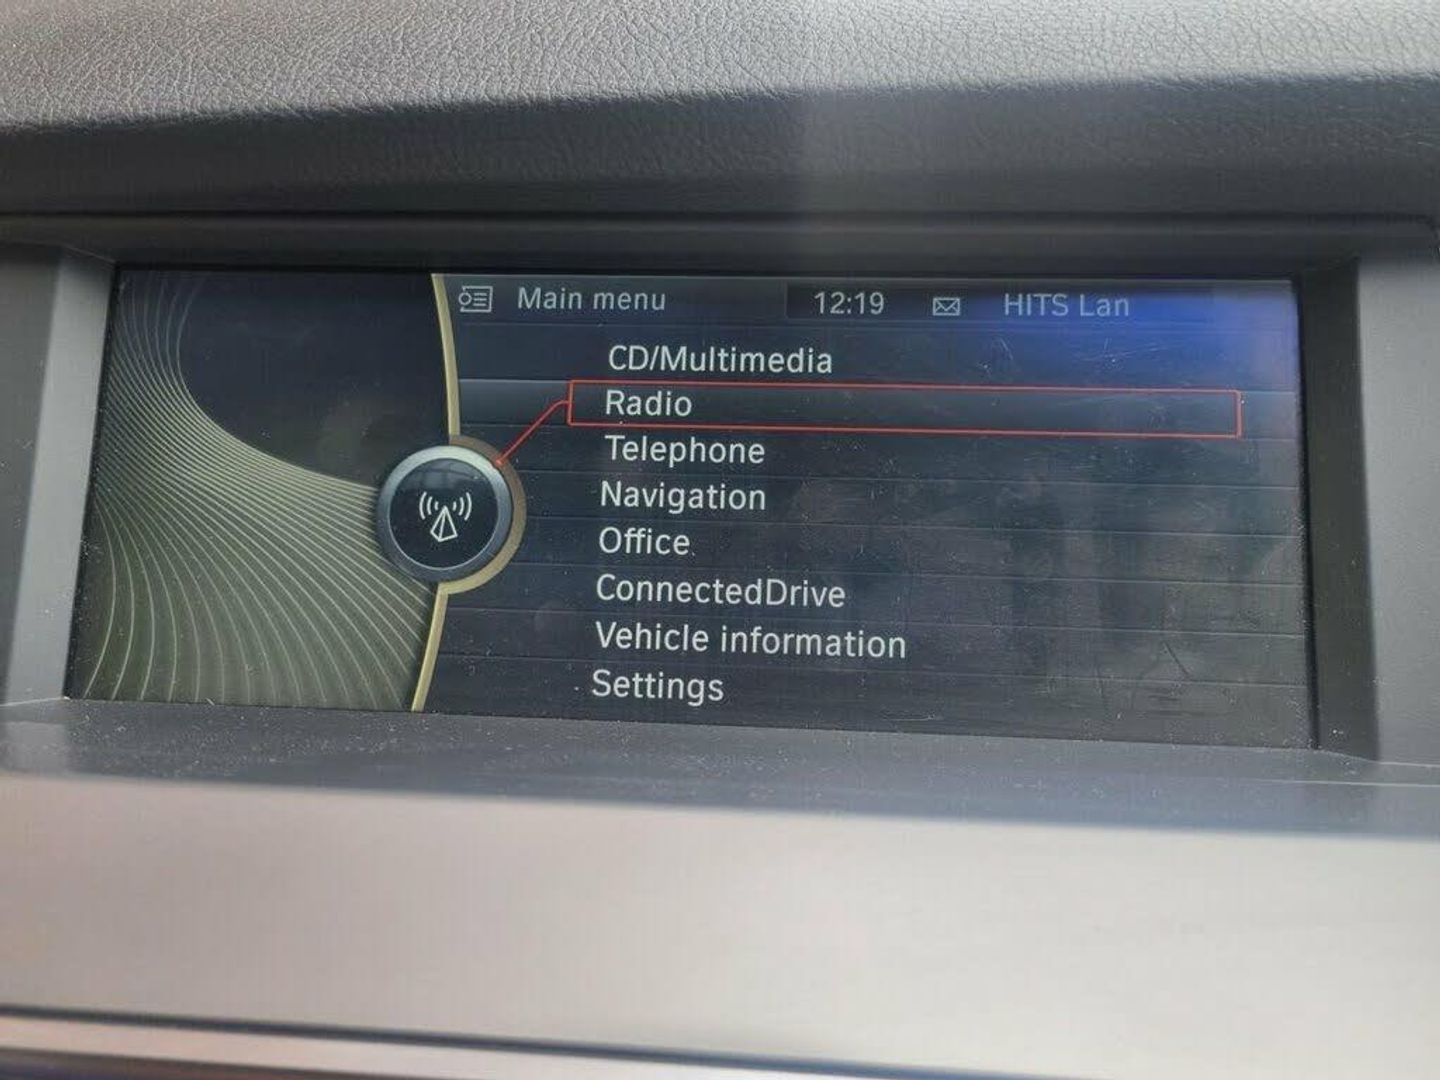 Main menu 12:19 HITS Lan
CD/Multimedia
Radio
Telephone
Navigation
Office
ConnectedDrive
Vehicle information
Settings